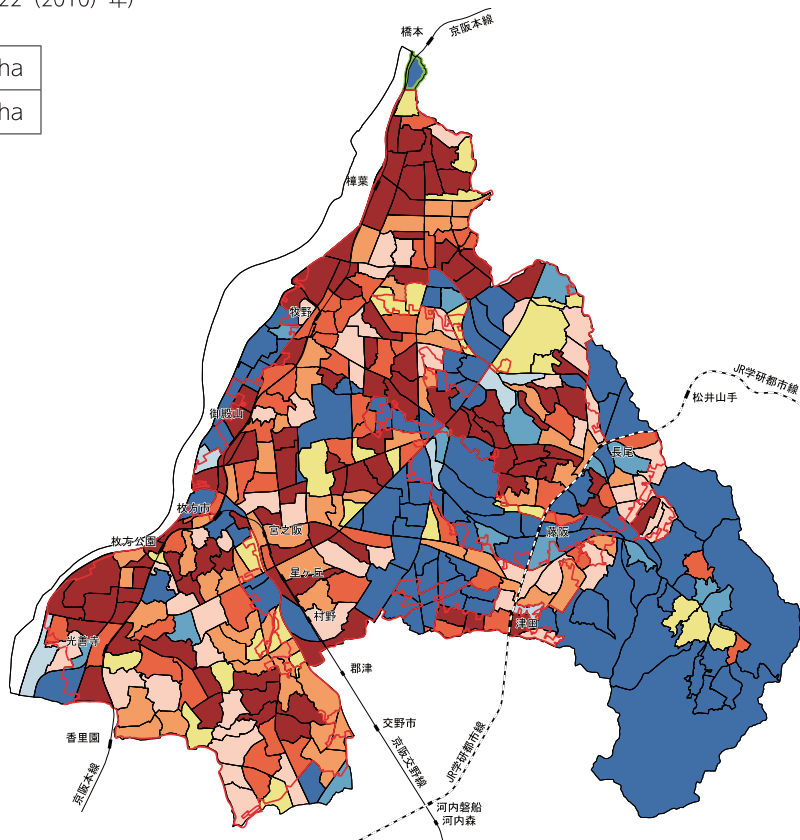 22（2010）年）
ha
ha
橋本
京阪本線
樟葉
牧野
JR学研都市線
松井山手
御殿山
長尾
枚方市
宮之阪
藤阪
枚方公園
星ヶ丘
村野
津田
光善寺
郡津
交野市
香里園
京阪本線
京阪交野線
JR学研都市線
河内磐船
河内森